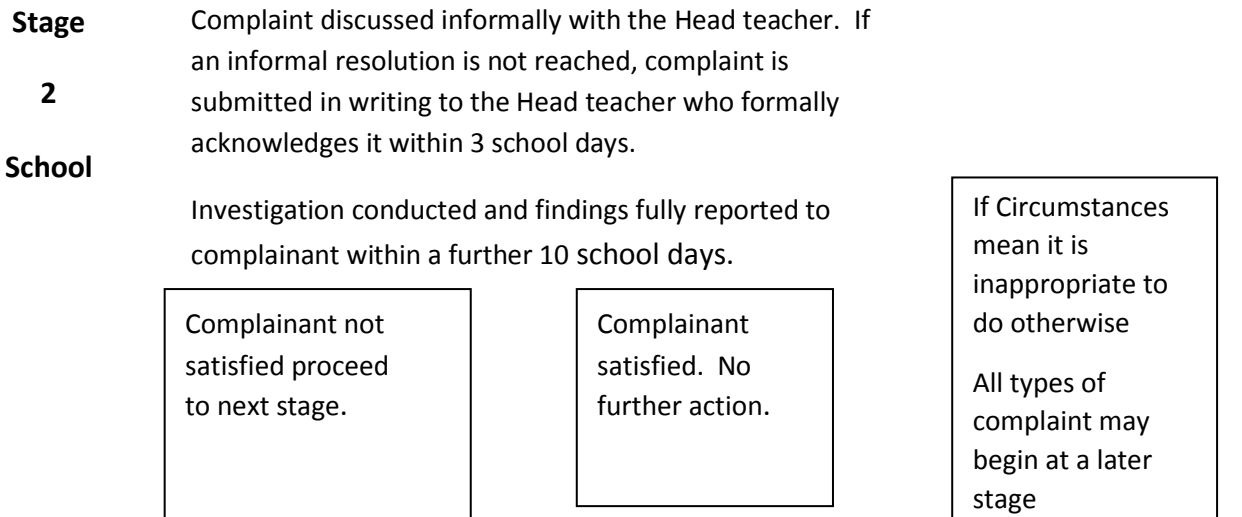 Stage
2
School
Complaint discussed informally with the Head teacher.  If
an informal resolution is not reached, complaint is
submitted in writing to the Head teacher who formally
acknowledges it within 3 school days.
Investigation conducted and findings fully reported to
complainant within a further 10 school days.
Complainant not
satisfied proceed
to next stage.
Complainant
satisfied.  No
further action.
If Circumstances
mean it is
inappropriate to
do otherwise
All types of
complaint may
begin at a later
stage